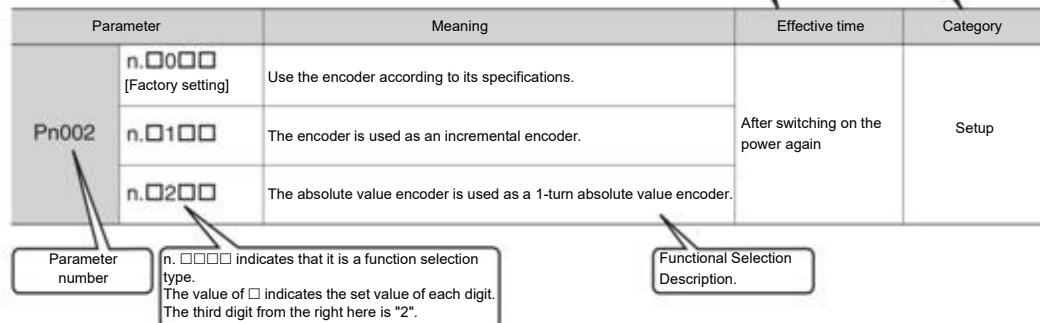 Parameter Meaning Effective time Category
n.□0□□
[Factory setting]
Use the encoder according to its specifications.
Pn002
n.□1□□
The encoder is used as an incremental encoder.
After switching on the
power again
Setup
n.□2□□
The absolute value encoder is used as a 1-turn absolute value encoder.
Parameter
number
n. □□□□ indicates that it is a function selection
type.
The value of □ indicates the set value of each digit.
The third digit from the right here is "2".
Functional Selection
Description.